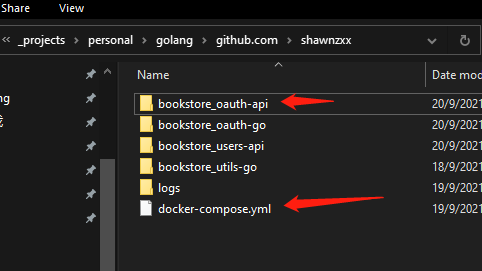 Share View
« _projects › personal › golang › github.com › shawnzxx
Name Date modified
bookstore_oauth-api 20/9/2021
bookstore_oauth-go 20/9/2021
bookstore_users-api 20/9/2021
bookstore_utils-go 18/9/2021
logs 19/9/2021
docker-compose.yml 19/9/2021
ng